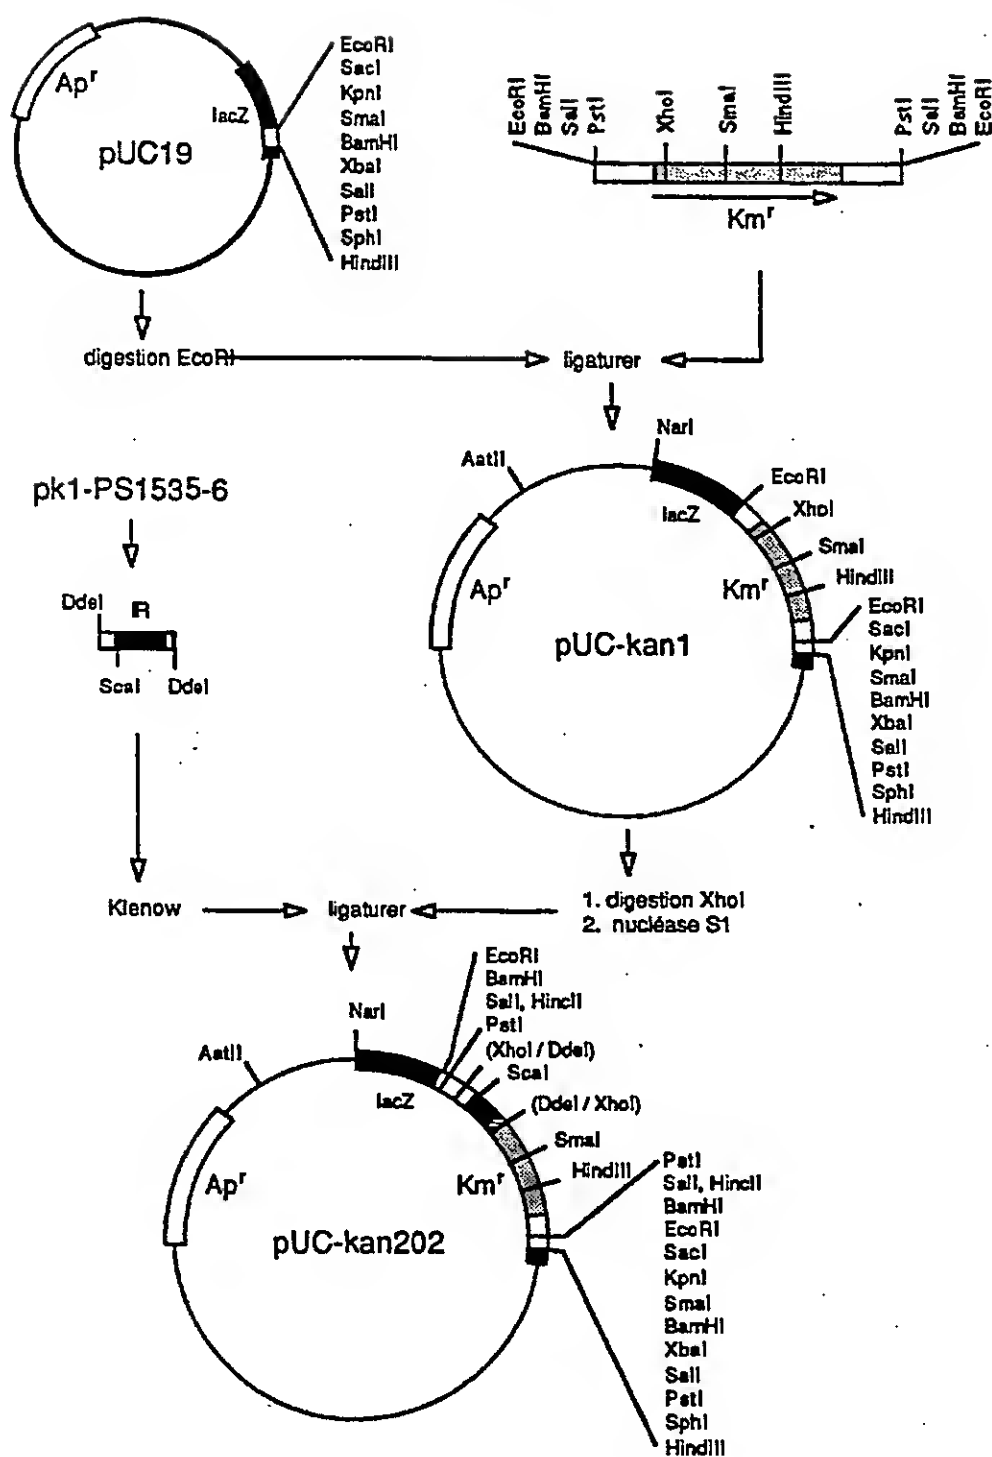 Apʳ
lacZ
pUC19
EcoRI
SacI
KpnI
SmaI
BamHI
XbaI
SalI
PstI
SphI
HindIII
EcoRI
BamHI
SalI
PstI
XhoI
SmaI
HindIII
PstI
SalI
BamHI
EcoRI
Kmʳ
digestion EcoRI
ligaturer
pk1-PS1535-6
DdeI
IR
ScaI
DdeI
NarI
AatII
lacZ
EcoRI
XhoI
SmaI
HindIII
Kmʳ
Apʳ
pUC-kan1
EcoRI
SacI
KpnI
SmaI
BamHI
XbaI
SalI
PstI
SphI
HindIII
Klenow
ligaturer
1. digestion XhoI
2. nucléase S1
NarI
AatII
lacZ
EcoRI
BamHI
SalI, HincII
PstI
(XhoI / DdeI)
ScaI
(DdeI / XhoI)
SmaI
HindIII
Kmʳ
Apʳ
pUC-kan202
PstI
SalI, HincII
BamHI
EcoRI
SacI
KpnI
SmaI
BamHI
XbaI
SalI
PstI
SphI
HindIII